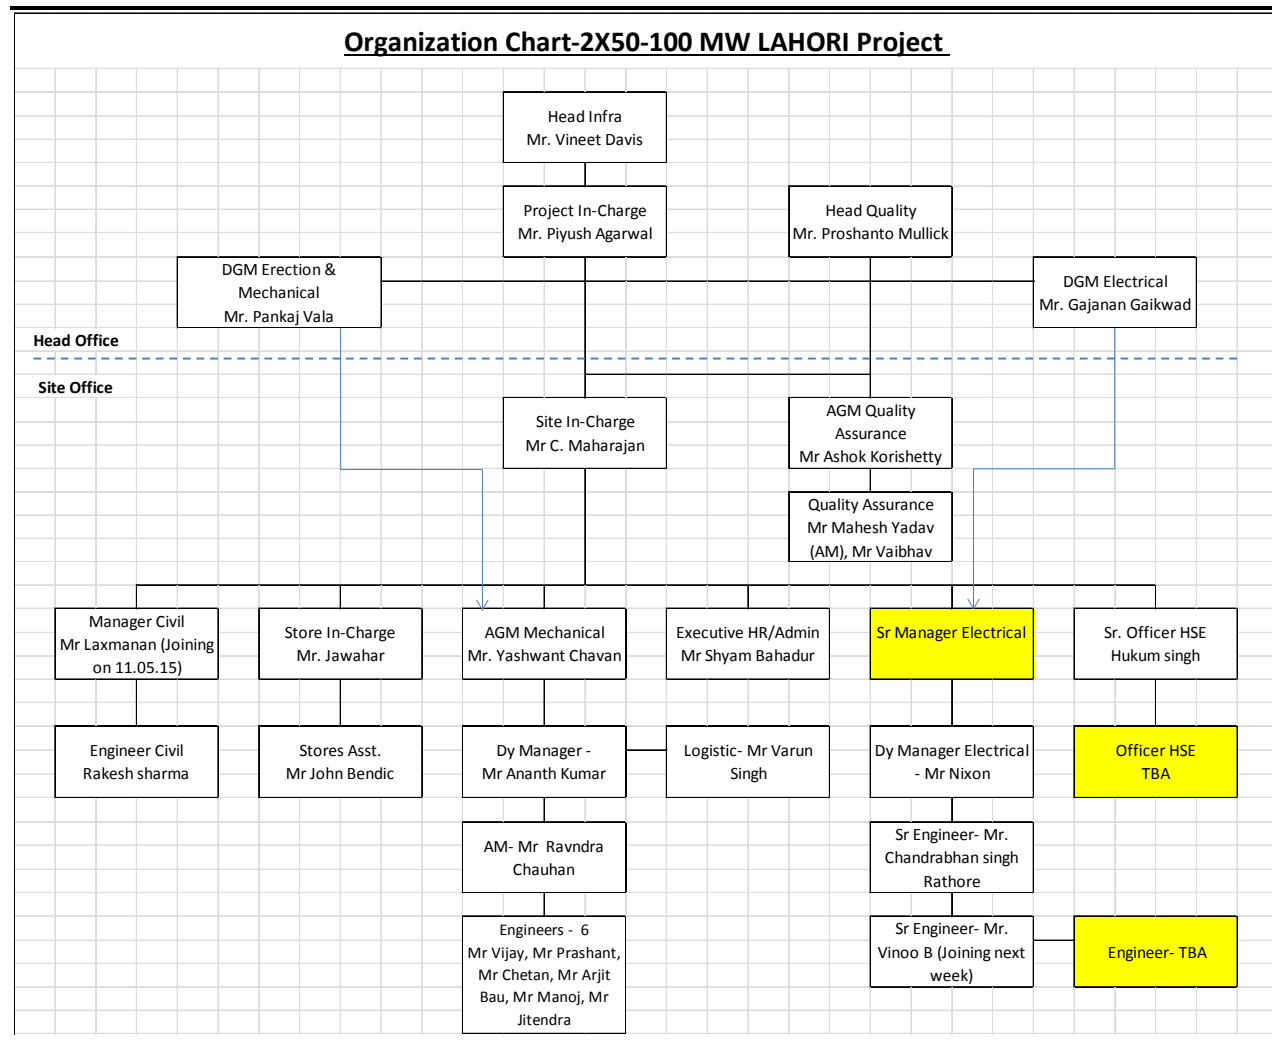 Organization Chart-2X50-100 MW LAHORI Project
Head Infra
Mr. Vineet Davis
Project In-Charge
Mr. Piyush Agarwal
Head Quality
Mr. Proshanto Mullick
DGM Erection &
Mechanical
Mr. Pankaj Vala
DGM Electrical
Mr. Gajanan Gaikwad
Head Office
Site Office
Site In-Charge
Mr C. Maharajan
AGM Quality
Assurance
Mr Ashok Korishetty
Quality Assurance
Mr Mahesh Yadav
(AM), Mr Vaibhav
Manager Civil
Mr Laxmanan (Joining
on 11.05.15)
Store In-Charge
Mr. Jawahar
AGM Mechanical
Mr. Yashwant Chavan
Executive HR/Admin
Mr Shyam Bahadur
Sr Manager Electrical
Sr. Officer HSE
Hukum singh
Engineer Civil
Rakesh sharma
Stores Asst.
Mr John Bendic
Dy Manager -
Mr Ananth Kumar
Logistic- Mr Varun
Singh
Dy Manager Electrical
- Mr Nixon
Officer HSE
TBA
AM- Mr Ravndra
Chauhan
Sr Engineer- Mr.
Chandrabhan singh
Rathore
Engineers - 6
Mr Vijay, Mr Prashant,
Mr Chetan, Mr Arjit
Bau, Mr Manoj, Mr
Jitendra
Sr Engineer- Mr.
Vinoo B (Joining next
week)
Engineer- TBA